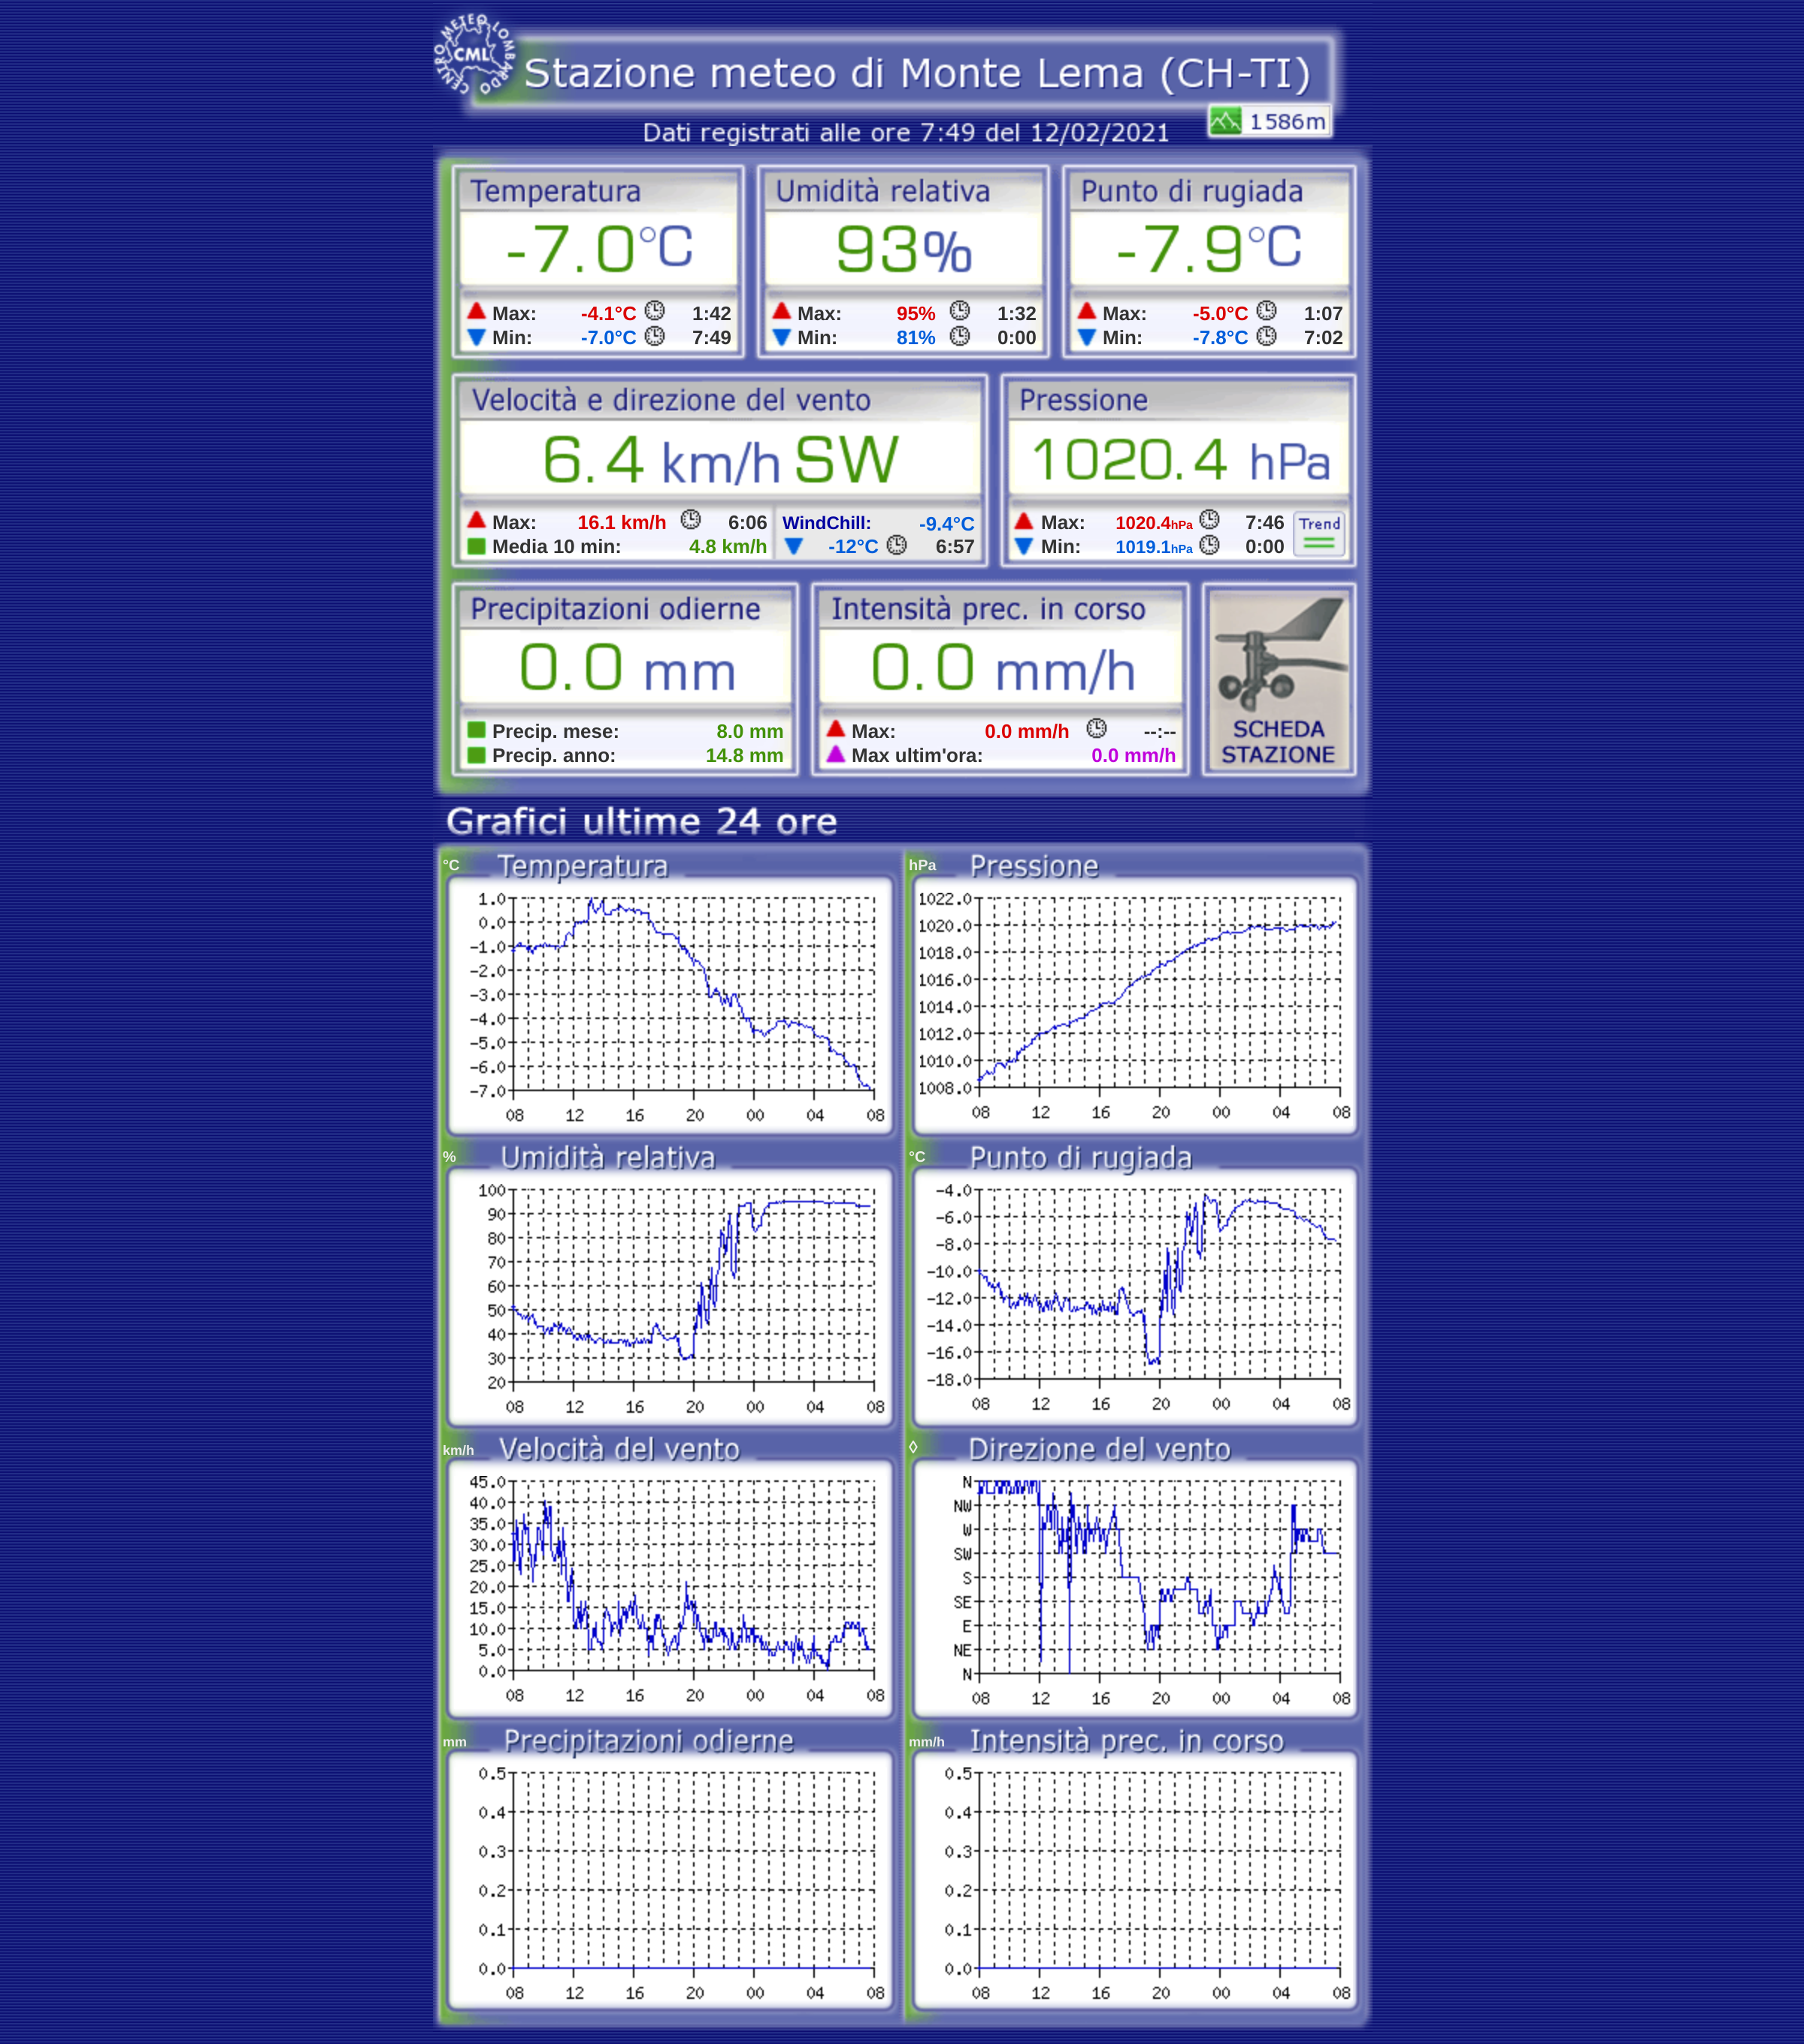 CENTRO METEO LOMBARDO
CML
Stazione meteo di Monte Lema (CH-TI)
1586m
Dati registrati alle ore 7:49 del 12/02/2021
Temperatura Umidità relativa Punto di rugiada
-7.0°C 93% -7.9°C
Max: -4.1°C 1:42 Max: 95% 1:32 Max: -5.0°C 1:07
Min: -7.0°C 7:49 Min: 81% 0:00 Min: -7.8°C 7:02
Velocità e direzione del vento Pressione
6.4 km/h SW 1020.4 hPa
Max: 16.1 km/h 6:06 WindChill: -9.4°C Max: 1020.4hPa 7:46 Trend
Media 10 min: 4.8 km/h -12°C 6:57 Min: 1019.1hPa 0:00
Precipitazioni odierne Intensità prec. in corso
0.0 mm 0.0 mm/h
Precip. mese: 8.0 mm Max: 0.0 mm/h --:-- SCHEDA
Precip. anno: 14.8 mm Max ultim'ora: 0.0 mm/h STAZIONE
Grafici ultime 24 ore
°C Temperatura
1.0
0.0
-1.0
-2.0
-3.0
-4.0
-5.0
-6.0
-7.0
08 12 16 20 00 04 08
hPa Pressione
1022.0
1020.0
1018.0
1016.0
1014.0
1012.0
1010.0
1008.0
08 12 16 20 00 04 08
% Umidità relativa
100
90
80
70
60
50
40
30
20
08 12 16 20 00 04 08
°C Punto di rugiada
-4.0
-6.0
-8.0
-10.0
-12.0
-14.0
-16.0
-18.0
08 12 16 20 00 04 08
km/h Velocità del vento
45.0
40.0
35.0
30.0
25.0
20.0
15.0
10.0
5.0
0.0
08 12 16 20 00 04 08
◊ Direzione del vento
N
NW
W
SW
S
SE
E
NE
N
08 12 16 20 00 04 08
mm Precipitazioni odierne
0.5
0.4
0.3
0.2
0.1
0.0
08 12 16 20 00 04 08
mm/h Intensità prec. in corso
0.5
0.4
0.3
0.2
0.1
0.0
08 12 16 20 00 04 08